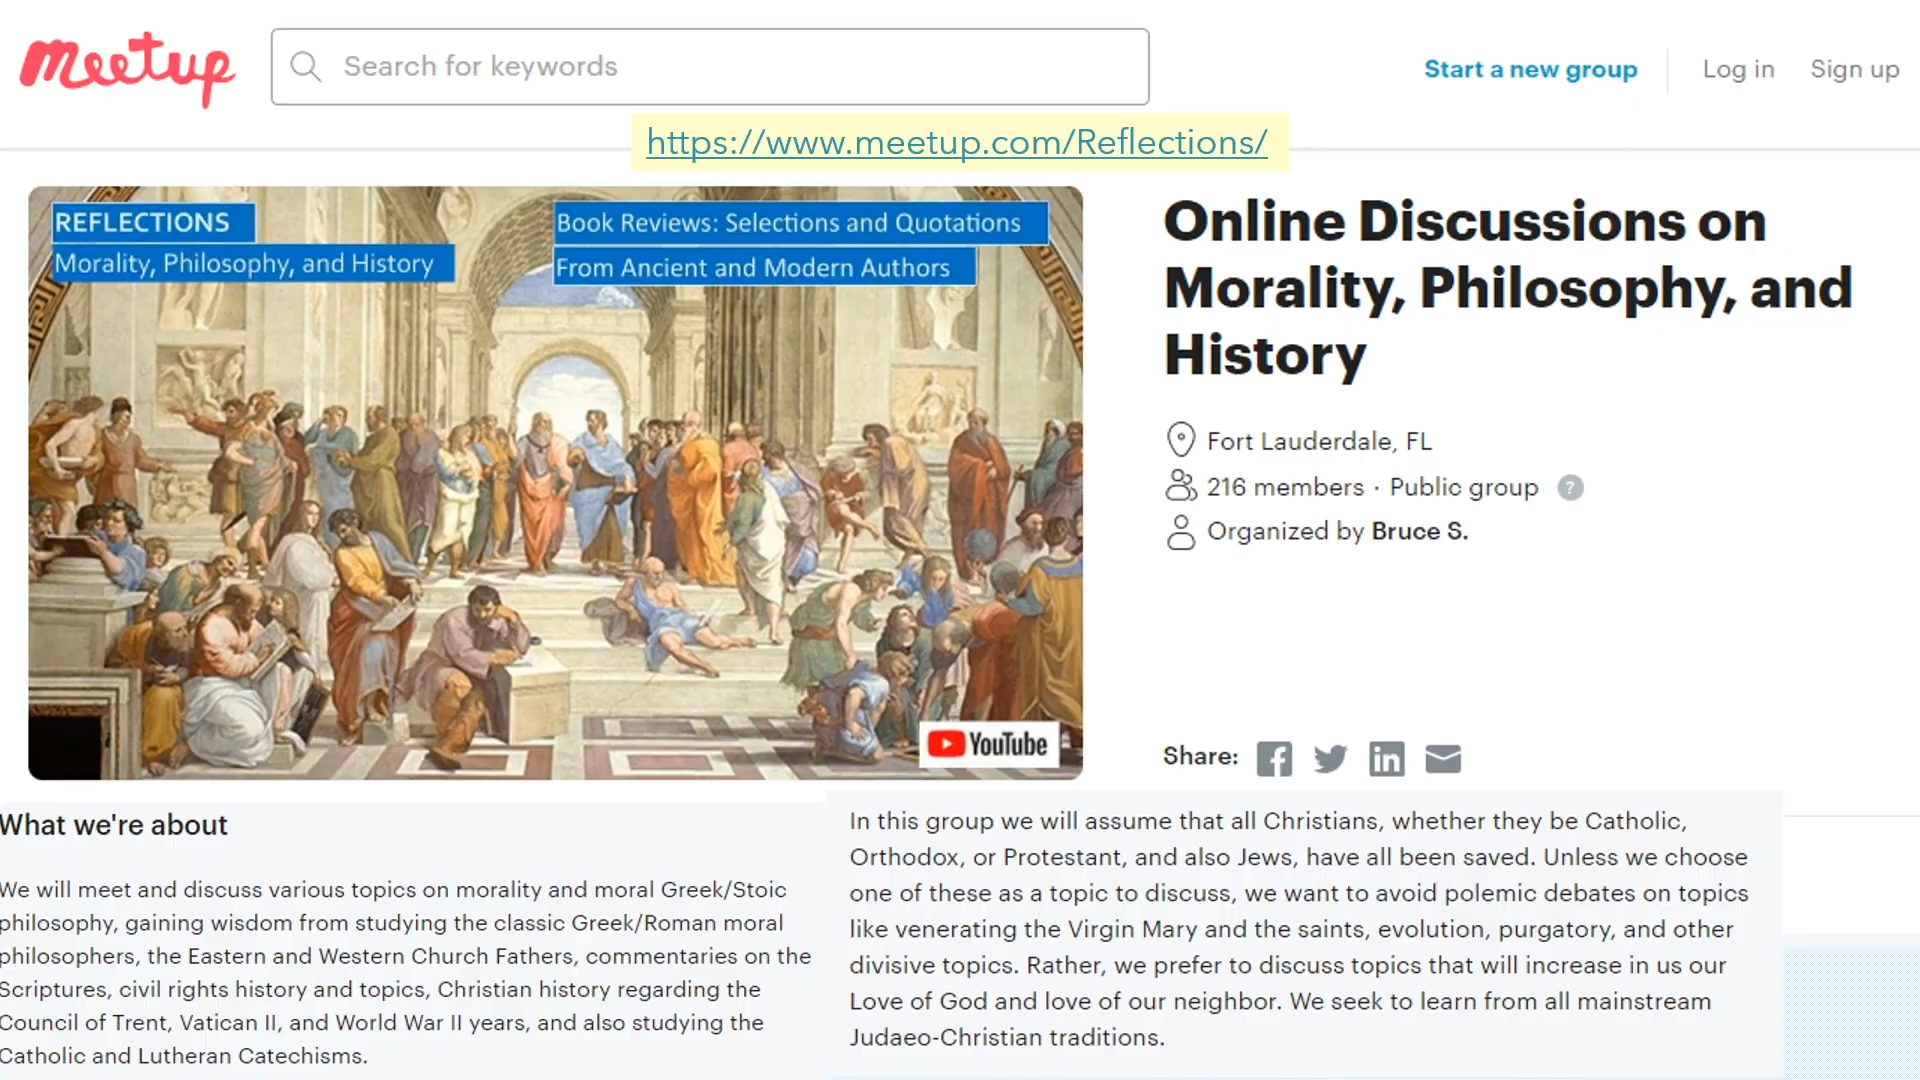 meetup
Search for keywords
Start a new group
Log in
Sign up
https://www.meetup.com/Reflections/
REFLECTIONS
Morality, Philosophy, and History
Book Reviews: Selections and Quotations
From Ancient and Modern Authors
YouTube
Online Discussions on
Morality, Philosophy, and
History
Fort Lauderdale, FL
216 members · Public group ?
Organized by Bruce S.
Share:
What we're about
We will meet and discuss various topics on morality and moral Greek/Stoic
philosophy, gaining wisdom from studying the classic Greek/Roman moral
philosophers, the Eastern and Western Church Fathers, commentaries on the
Scriptures, civil rights history and topics, Christian history regarding the
Council of Trent, Vatican II, and World War II years, and also studying the
Catholic and Lutheran Catechisms.
In this group we will assume that all Christians, whether they be Catholic,
Orthodox, or Protestant, and also Jews, have all been saved. Unless we choose
one of these as a topic to discuss, we want to avoid polemic debates on topics
like venerating the Virgin Mary and the saints, evolution, purgatory, and other
divisive topics. Rather, we prefer to discuss topics that will increase in us our
Love of God and love of our neighbor. We seek to learn from all mainstream
Judaeo-Christian traditions.